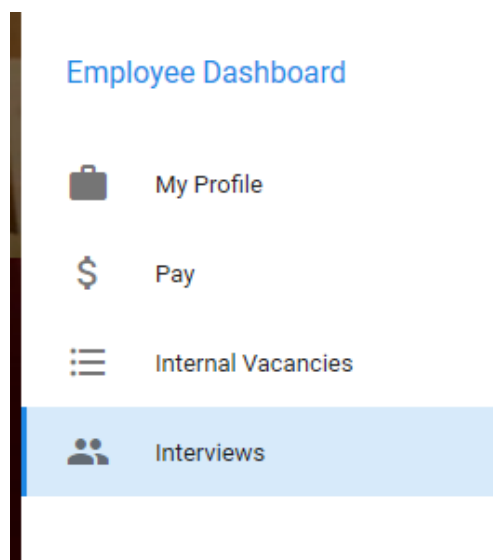 Employee Dashboard
My Profile
Pay
Internal Vacancies
Interviews